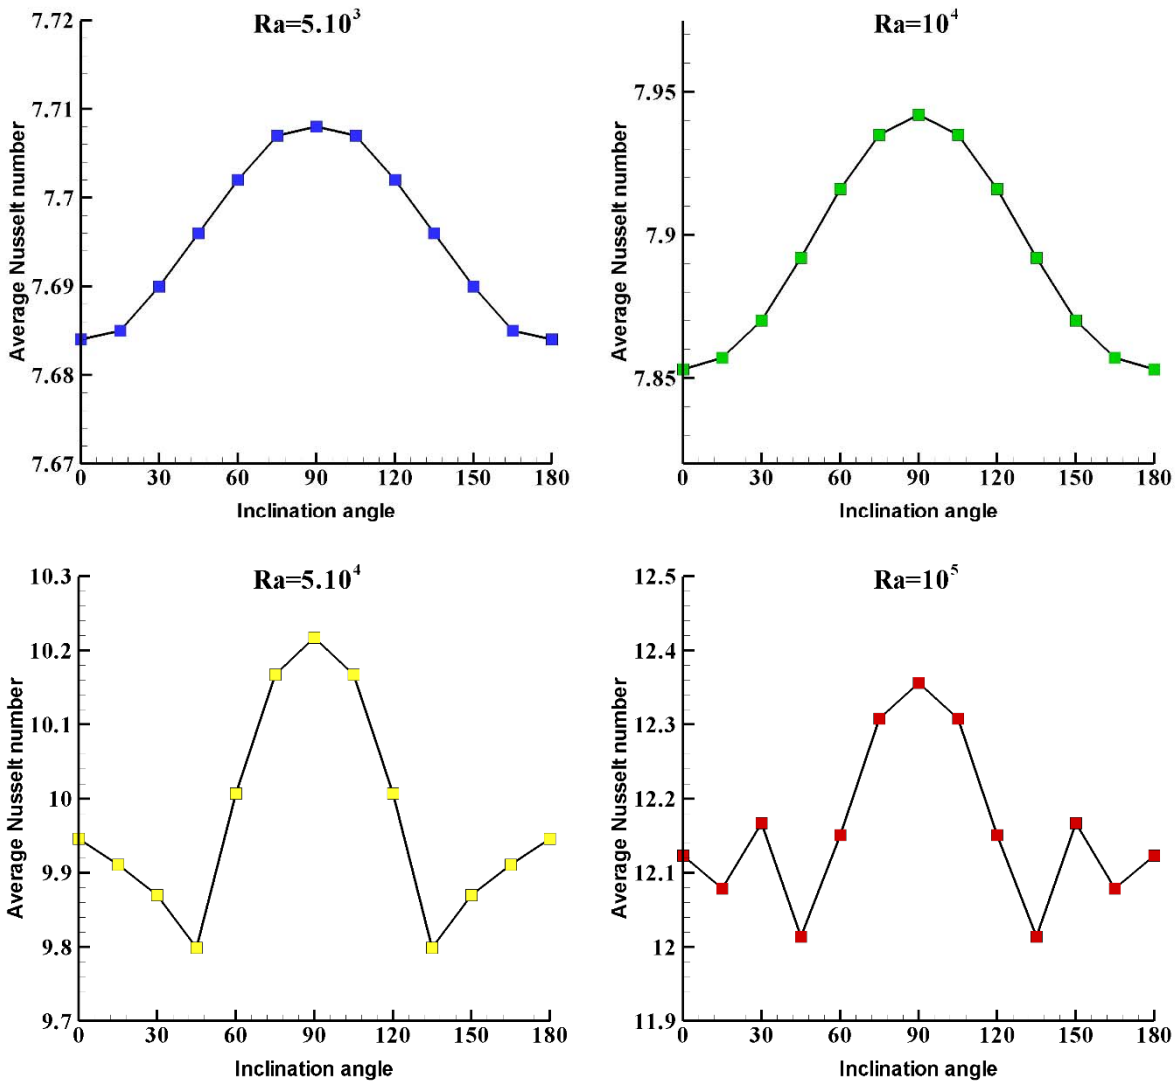 Ra=5.10³
7.72
7.71
7.7
7.69
7.68
7.67
Average Nusselt number
0 30 60 90 120 150 180
Inclination angle
Ra=10⁴
7.95
7.9
7.85
Average Nusselt number
0 30 60 90 120 150 180
Inclination angle
Ra=5.10⁴
10.3
10.2
10.1
10
9.9
9.8
9.7
Average Nusselt number
0 30 60 90 120 150 180
Inclination angle
Ra=10⁵
12.5
12.4
12.3
12.2
12.1
12
11.9
Average Nusselt number
0 30 60 90 120 150 180
Inclination angle